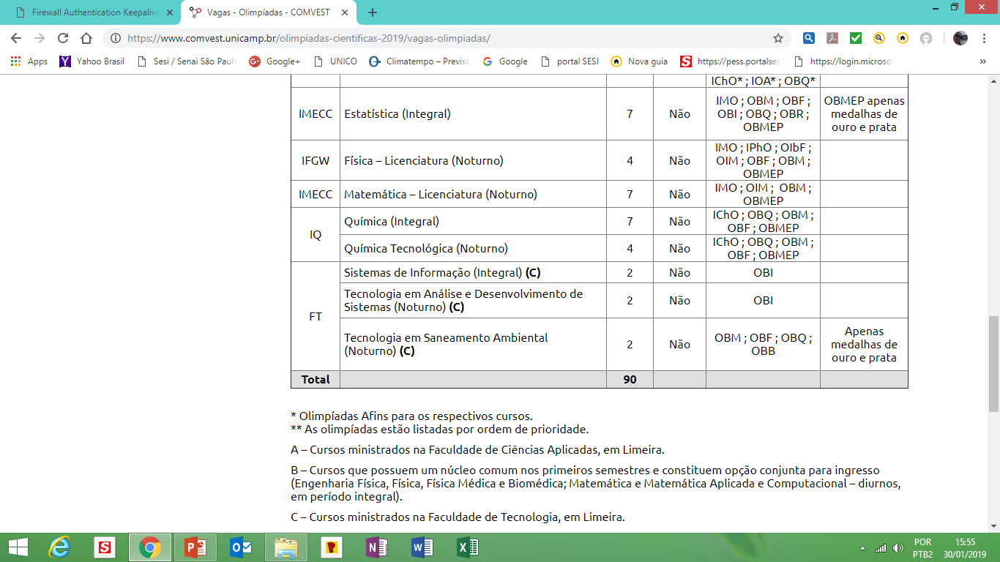 Firewall Authentication Keepalive
Vagas - Olimpíadas - COMVEST
https://www.comvest.unicamp.br/olimpiadas-cientificas-2019/vagas-olimpiadas/
Apps
Yahoo Brasil
Sesi / Senai São Paulo
Google+
UNICO
Climatempo – Previsã
Google
portal SESI
Nova guia
https://pess.portalses
https://login.microso
IChO* ; IOA* ; OBQ*
IMECC
Estatística (Integral)
7
Não
IMO ; OBM ; OBF ;
OBI ; OBQ ; OBR ;
OBMEP
OBMEP apenas
medalhas de
ouro e prata
IFGW
Física – Licenciatura (Noturno)
4
Não
IMO ; IPhO ; OIbF ;
OIM ; OBF ; OBM ;
OBMEP
IMECC
Matemática – Licenciatura (Noturno)
7
Não
IMO ; OIM ; OBM ;
OBMEP
IQ
Química (Integral)
7
Não
IChO ; OBQ ; OBM ;
OBF ; OBMEP
Química Tecnológica (Noturno)
4
Não
IChO ; OBQ ; OBM ;
OBF ; OBMEP
FT
Sistemas de Informação (Integral) (C)
2
Não
OBI
Tecnologia em Análise e Desenvolvimento de
Sistemas (Noturno) (C)
2
Não
OBI
Tecnologia em Saneamento Ambiental
(Noturno) (C)
2
Não
OBM ; OBF ; OBQ ;
OBB
Apenas
medalhas de
ouro e prata
Total
90
* Olimpíadas Afins para os respectivos cursos.
** As olimpíadas estão listadas por ordem de prioridade.
A – Cursos ministrados na Faculdade de Ciências Aplicadas, em Limeira.
B – Cursos que possuem um núcleo comum nos primeiros semestres e constituem opção conjunta para ingresso
(Engenharia Física, Física, Física Médica e Biomédica; Matemática e Matemática Aplicada e Computacional – diurnos,
em período integral).
C – Cursos ministrados na Faculdade de Tecnologia, em Limeira.
POR
PTB2
15:55
30/01/2019